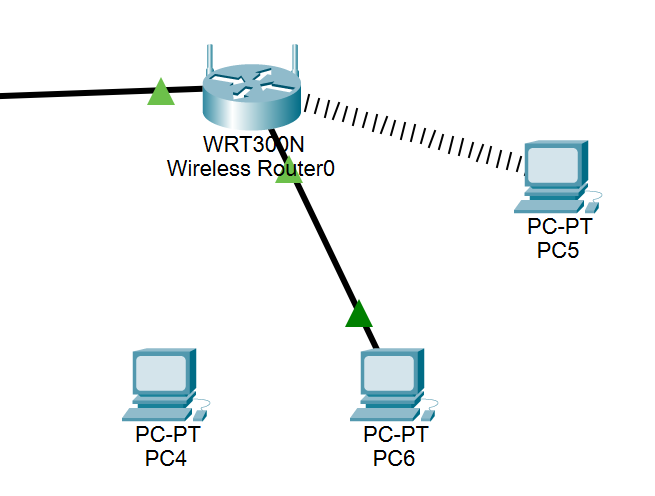 WRT300N
Wireless Router0
PC-PT
PC5
PC-PT
PC4
PC-PT
PC6